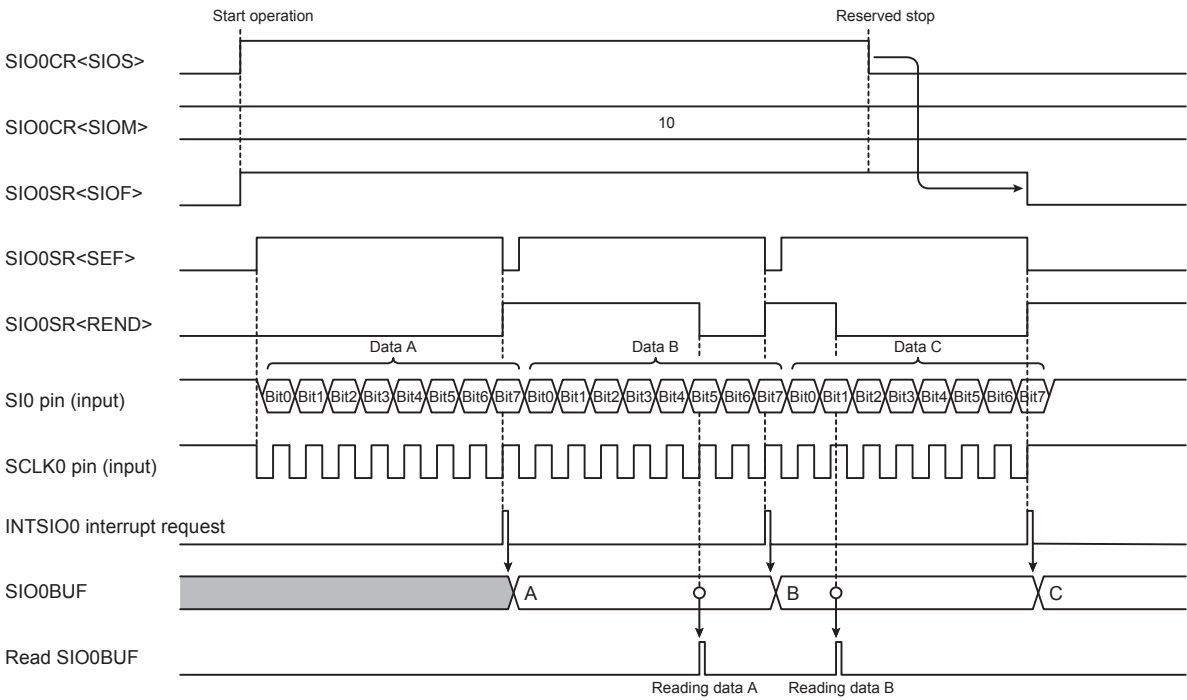 Start operation Reserved stop
SIO0CR<SIOS>
SIO0CR<SIOM> 10
SIO0SR<SIOF>
SIO0SR<SEF>
SIO0SR<REND>
Data A Data B Data C
SI0 pin (input) Bit0 Bit1 Bit2 Bit3 Bit4 Bit5 Bit6 Bit7 Bit0 Bit1 Bit2 Bit3 Bit4 Bit5 Bit6 Bit7 Bit0 Bit1 Bit2 Bit3 Bit4 Bit5 Bit6 Bit7
SCLK0 pin (input)
INTSIO0 interrupt request
SIO0BUF A B C
Read SIO0BUF
Reading data A Reading data B